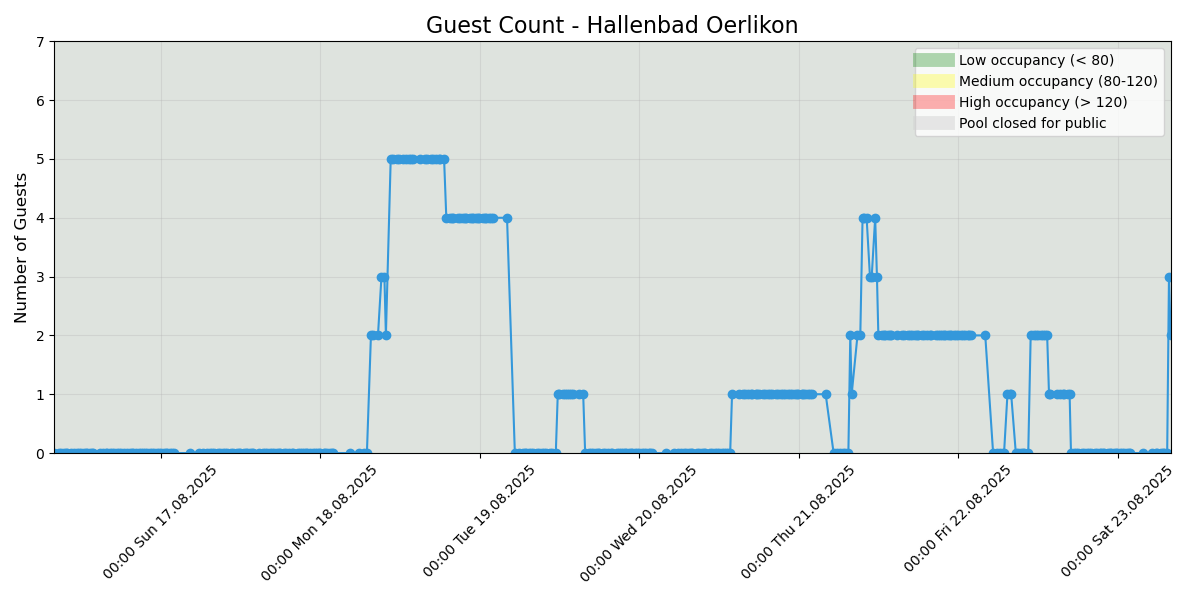 Guest Count - Hallenbad Oerlikon
Low occupancy (< 80)
Medium occupancy (80-120)
High occupancy (> 120)
Pool closed for public
Number of Guests
7
6
5
4
3
2
1
0
00:00 Sun 17.08.2025
00:00 Mon 18.08.2025
00:00 Tue 19.08.2025
00:00 Wed 20.08.2025
00:00 Thu 21.08.2025
00:00 Fri 22.08.2025
00:00 Sat 23.08.2025